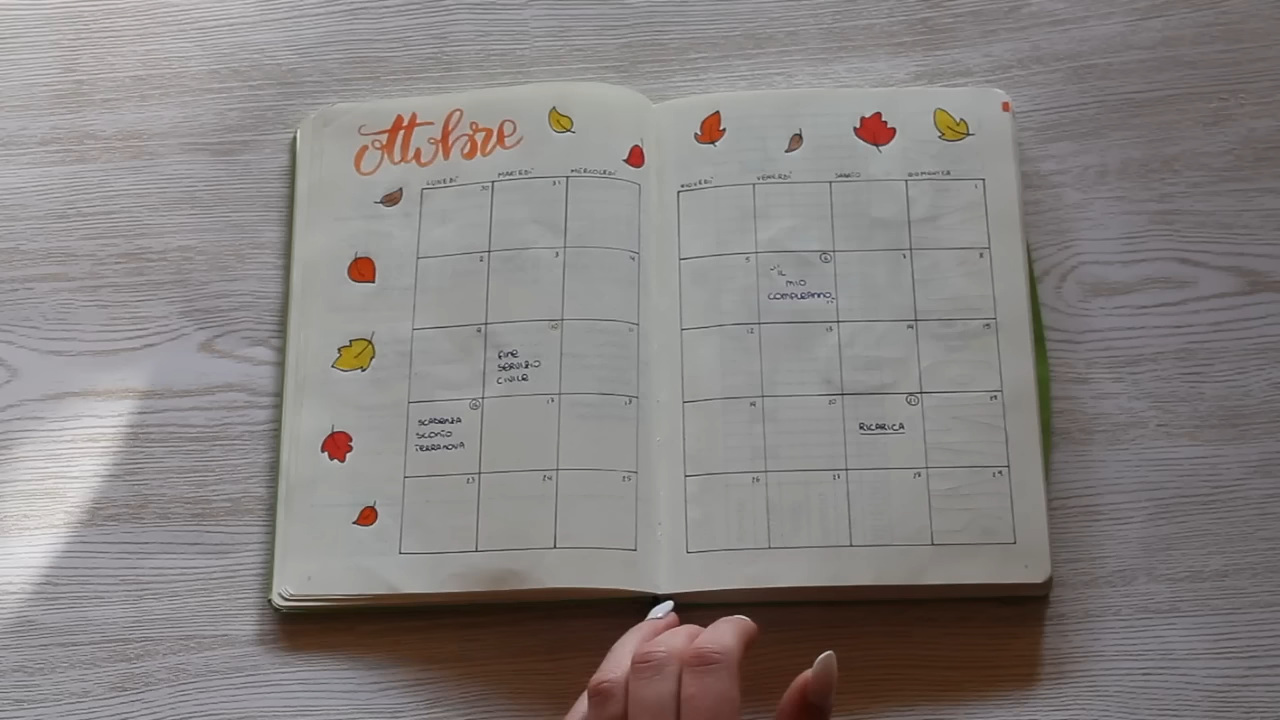 ottobre
LUNEDÌ MARTEDÌ MERCOLEDÌ GIOVEDÌ VENERDÌ SABATO DOMENICA
30 31 1
2 3 4 5 6 7 8
"IL
MIO
COMPLEANNO"
9 10 11 12 13 14 15
FINE
SERVIZIO
CIVILE
16 17 18 19 20 21 22
SCADENZA
SCONTO
TERRANOVA
RICARICA
23 24 25 26 27 28 29